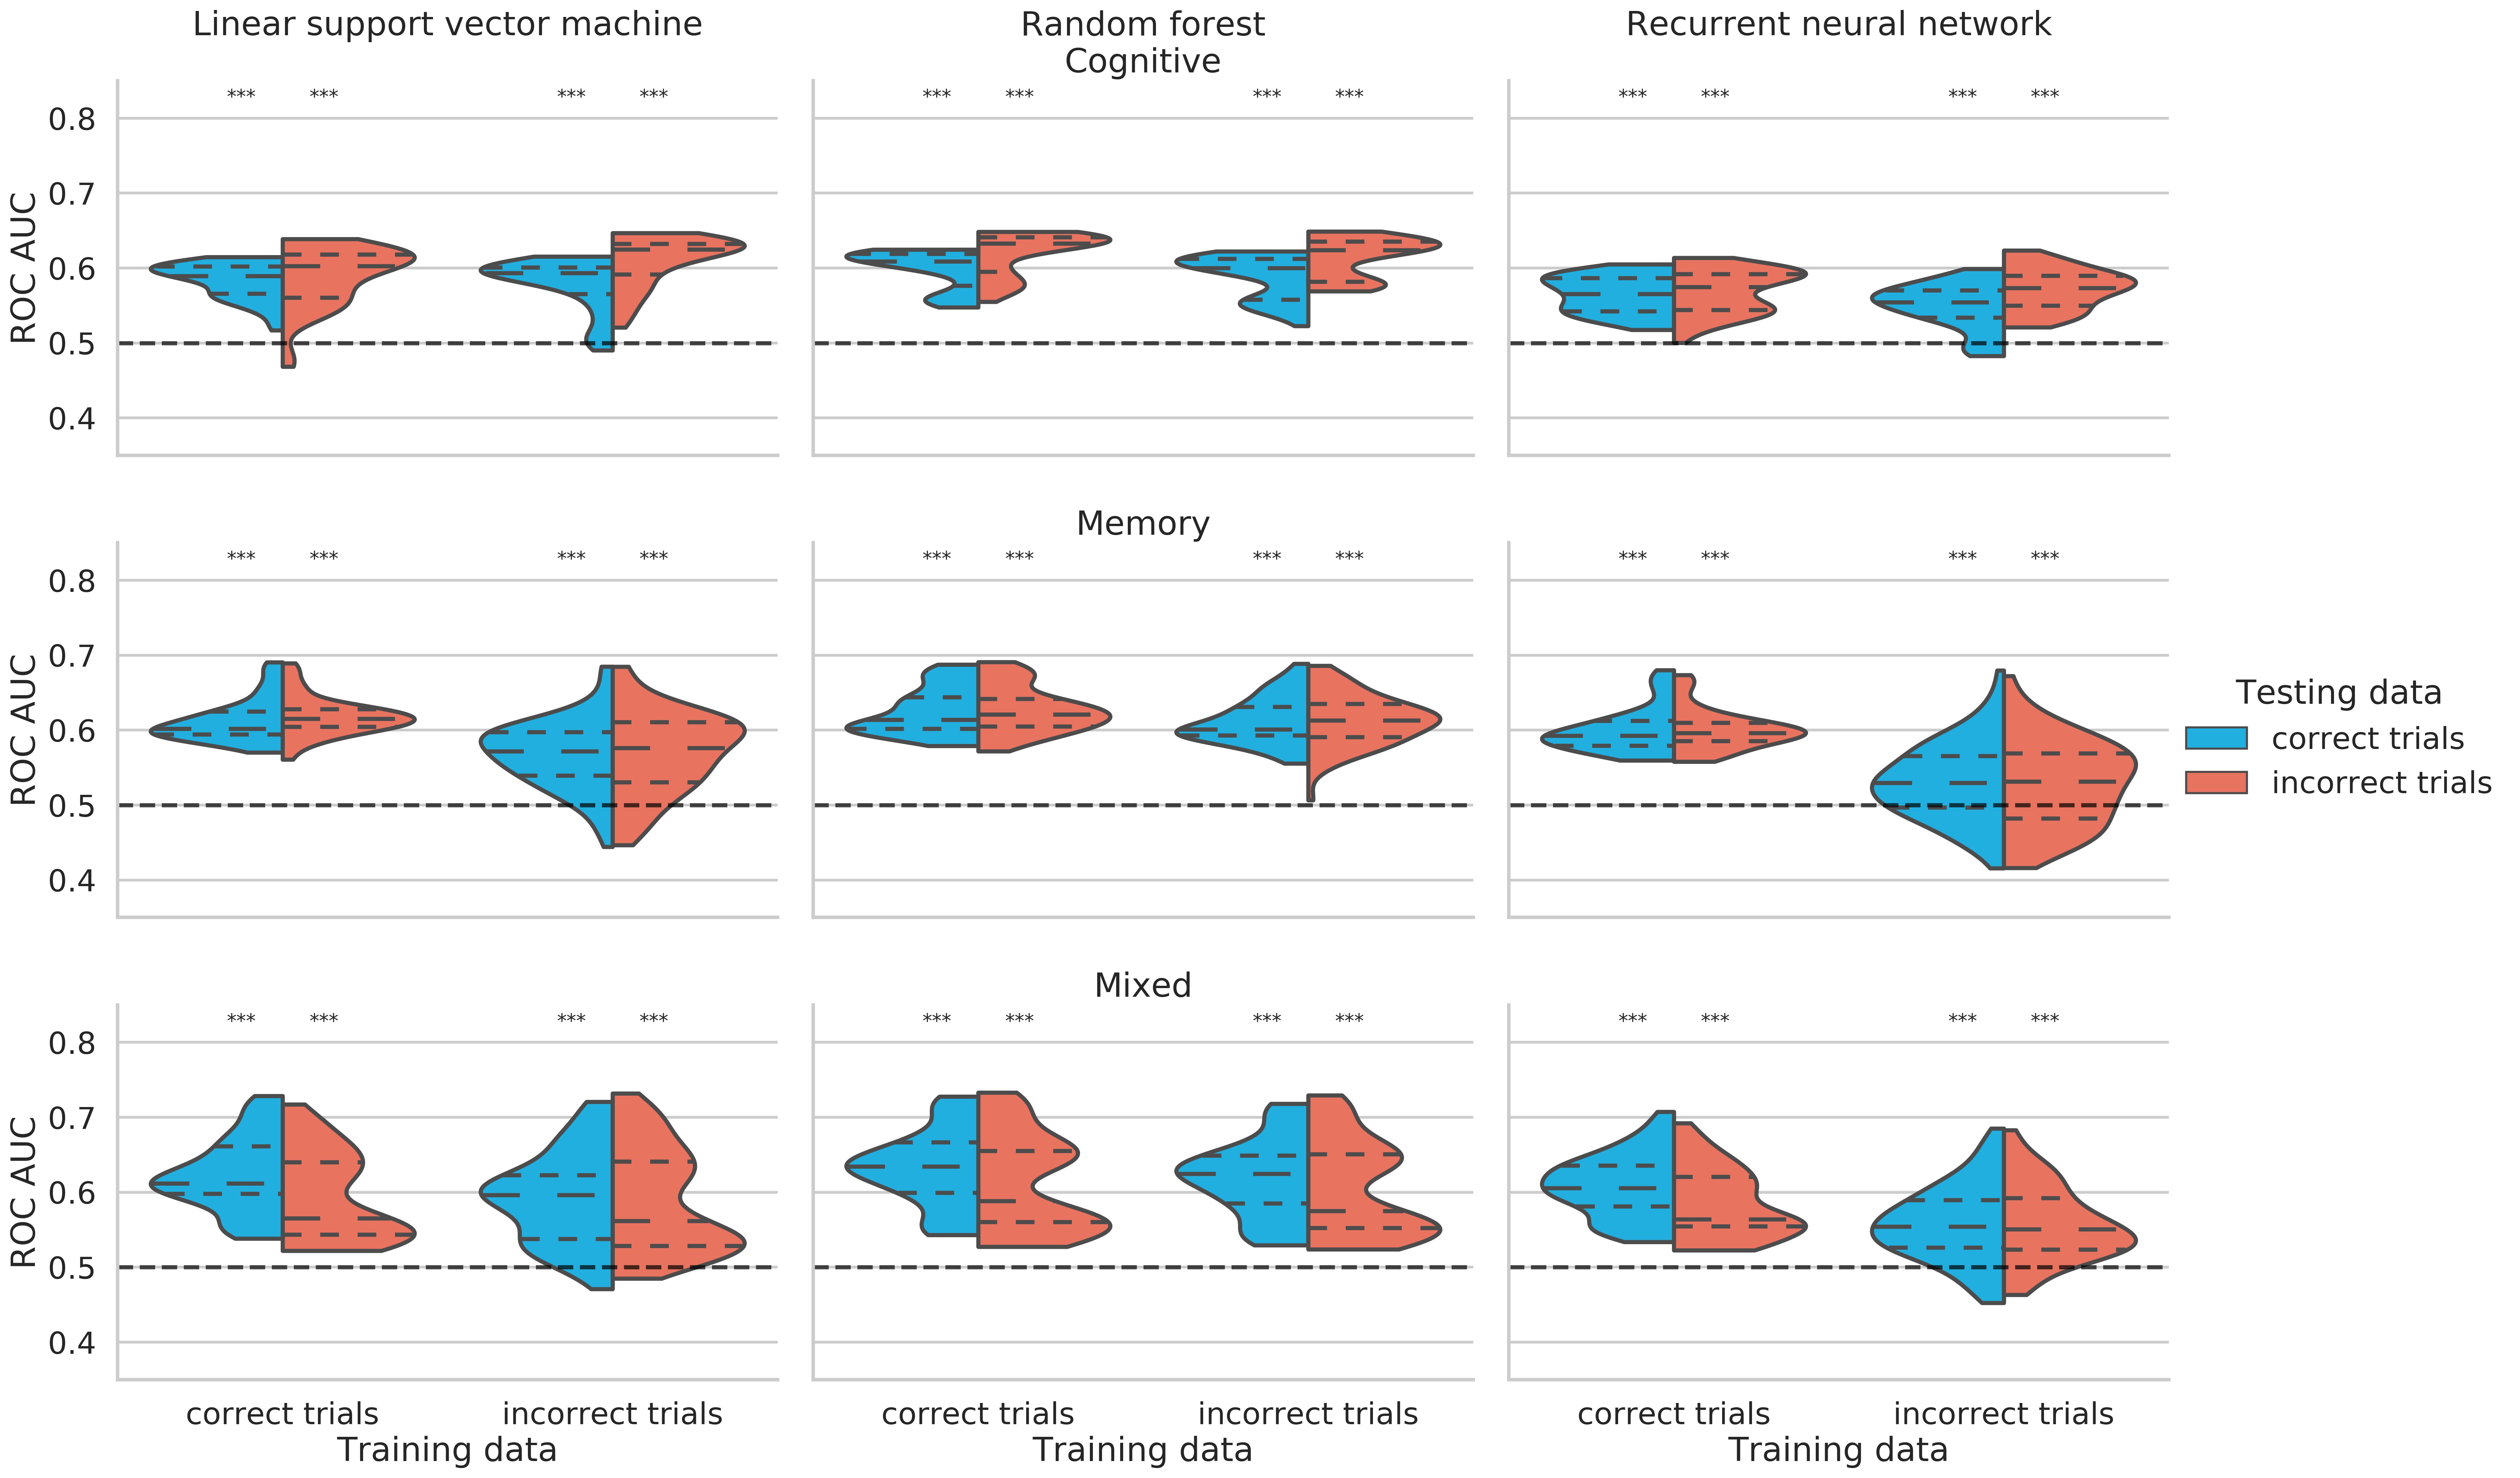 Linear support vector machine
Random forest
Recurrent neural network
Cognitive
*** *** *** ***
*** *** *** ***
*** *** *** ***
ROC AUC
0.8
0.7
0.6
0.5
0.4
Memory
*** *** *** ***
*** *** *** ***
*** *** *** ***
ROC AUC
0.8
0.7
0.6
0.5
0.4
Testing data
correct trials
incorrect trials
Mixed
*** *** *** ***
*** *** *** ***
*** *** *** ***
ROC AUC
0.8
0.7
0.6
0.5
0.4
correct trials incorrect trials
Training data
correct trials incorrect trials
Training data
correct trials incorrect trials
Training data